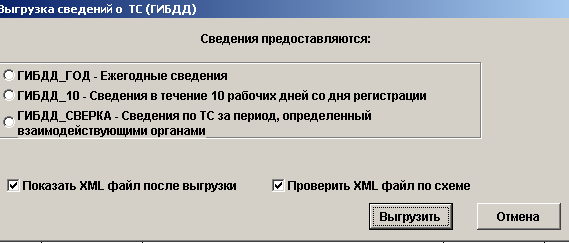 Выгрузка сведений о ТС (ГИБДД)
Сведения предоставляются:
ГИБДД_ГОД - Ежегодные сведения
ГИБДД_10 - Сведения в течение 10 рабочих дней со дня регистрации
ГИБДД_СВЕРКА - Сведения по ТС за период, определенный
взаимодействующими органами
Показать XML файл после выгрузки
Проверить XML файл по схеме
Выгрузить
Отмена